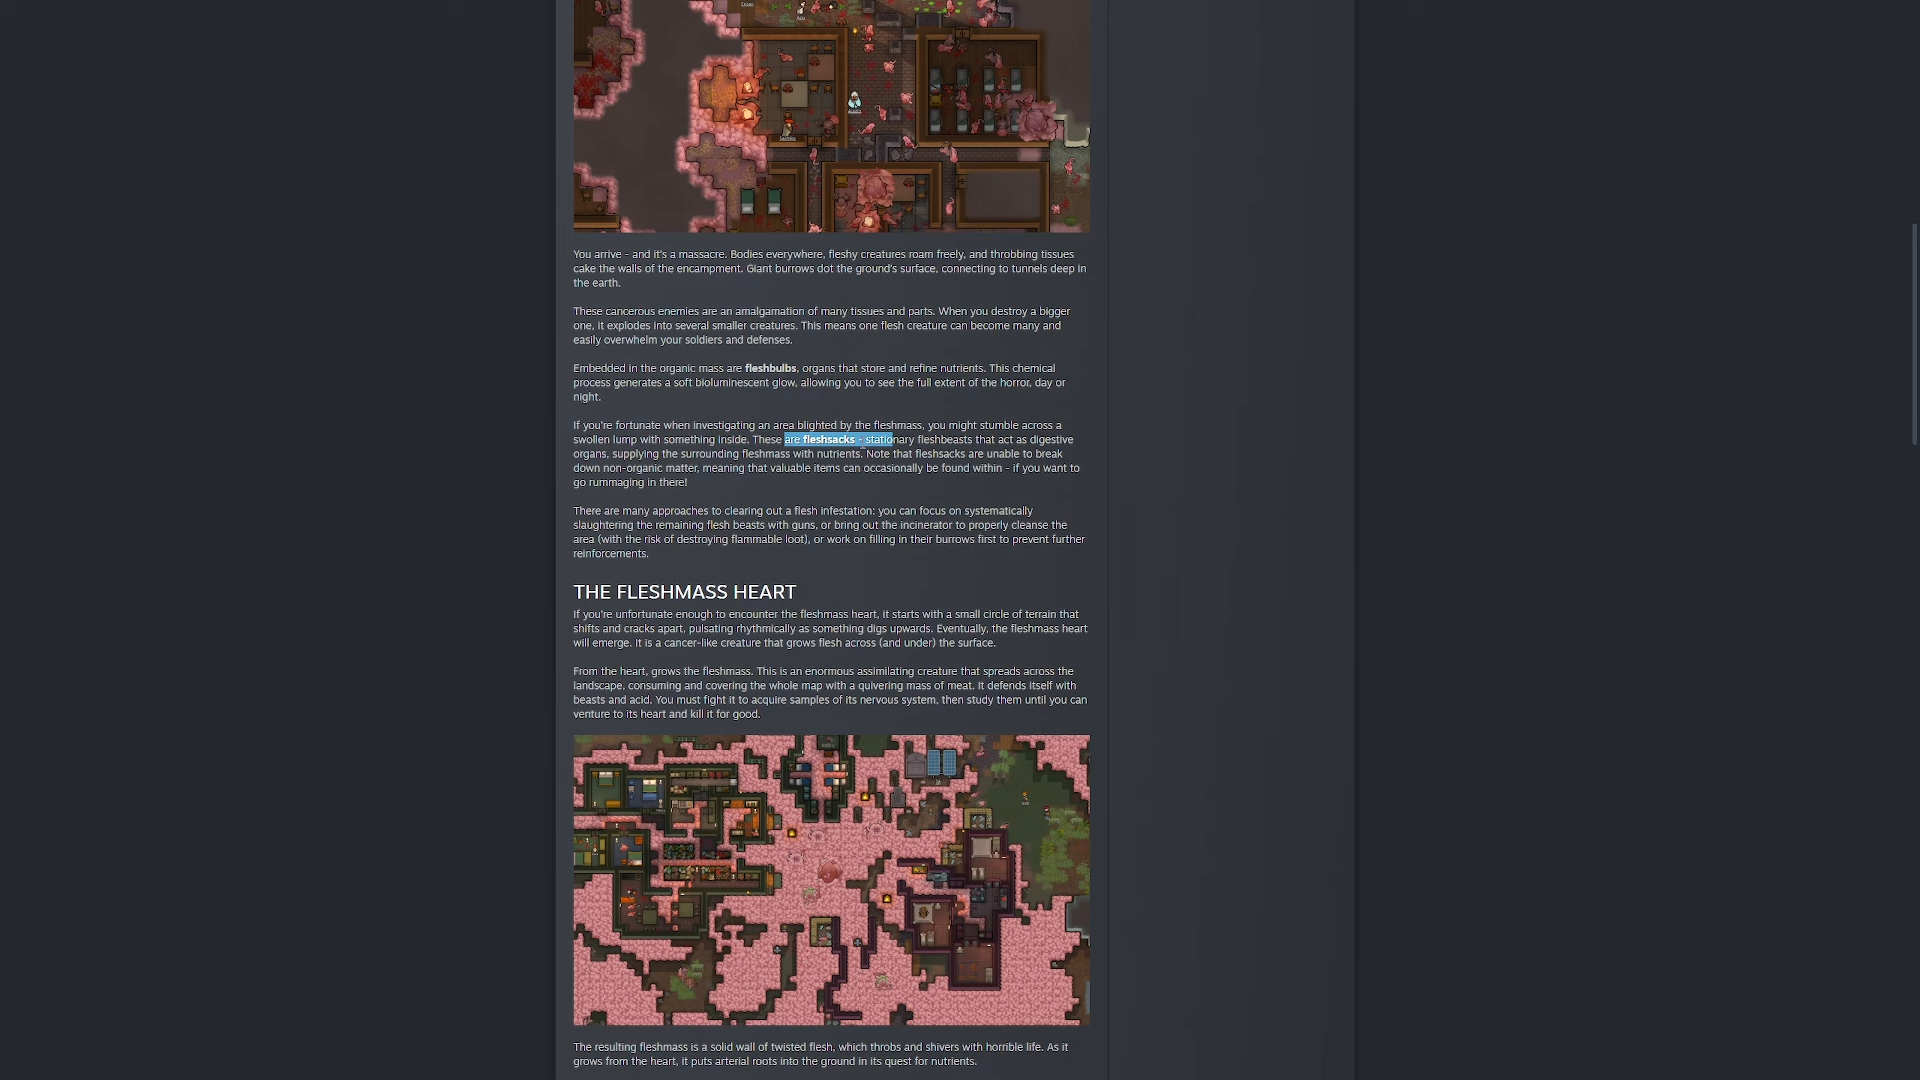 You arrive - and it's a massacre. Bodies everywhere, fleshy creatures roam freely, and throbbing tissues
cake the walls of the encampment. Giant burrows dot the ground's surface, connecting to tunnels deep in
the earth.
These cancerous enemies are an amalgamation of many tissues and parts. When you destroy a bigger
one, it explodes into several smaller creatures. This means one flesh creature can become many and
easily overwhelm your soldiers and defenses.
Embedded in the organic mass are fleshbulbs, organs that store and refine nutrients. This chemical
process generates a soft bioluminescent glow, allowing you to see the full extent of the horror, day or
night.
If you're fortunate when investigating an area blighted by the fleshmass, you might stumble across a
swollen lump with something inside. These are fleshsacks - stationary fleshbeasts that act as digestive
organs, supplying the surrounding fleshmass with nutrients. Note that fleshsacks are unable to break
down non-organic matter, meaning that valuable items can occasionally be found within - if you want to
go rummaging in there!
There are many approaches to clearing out a flesh infestation: you can focus on systematically
slaughtering the remaining flesh beasts with guns, or bring out the incinerator to properly cleanse the
area (with the risk of destroying flammable loot), or work on filling in their burrows first to prevent further
reinforcements.
THE FLESHMASS HEART
If you're unfortunate enough to encounter the fleshmass heart, it starts with a small circle of terrain that
shifts and cracks apart, pulsating rhythmically as something digs upwards. Eventually, the fleshmass heart
will emerge. It is a cancer-like creature that grows flesh across (and under) the surface.
From the heart, grows the fleshmass. This is an enormous assimilating creature that spreads across the
landscape, consuming and covering the whole map with a quivering mass of meat. It defends itself with
beasts and acid. You must fight it to acquire samples of its nervous system, then study them until you can
venture to its heart and kill it for good.
The resulting fleshmass is a solid wall of twisted flesh, which throbs and shivers with horrible life. As it
grows from the heart, it puts arterial roots into the ground in its quest for nutrients.